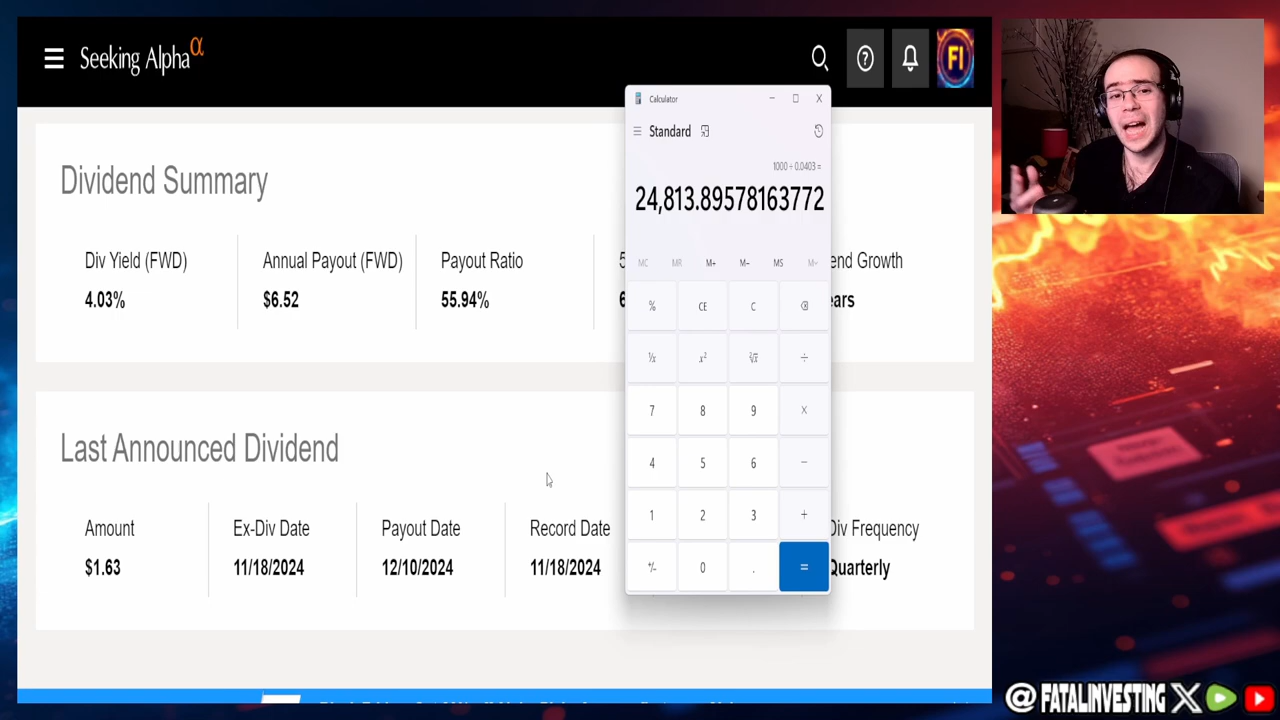 Seeking Alpha α
FI
Calculator
Standard
1000 ÷ 0.0403 =
24,813.89578163772
MC MR M+ M− MS M˅
% CE C
⅟x x² ²√x ÷
7 8 9 ×
4 5 6 −
1 2 3 +
+/− 0 . =
Dividend Summary
Div Yield (FWD) Annual Payout (FWD) Payout Ratio 5 end Growth
4.03% $6.52 55.94% 6 ears
Last Announced Dividend
Amount Ex-Div Date Payout Date Record Date Div Frequency
$1.63 11/18/2024 12/10/2024 11/18/2024 Quarterly
@FATALINVESTING X